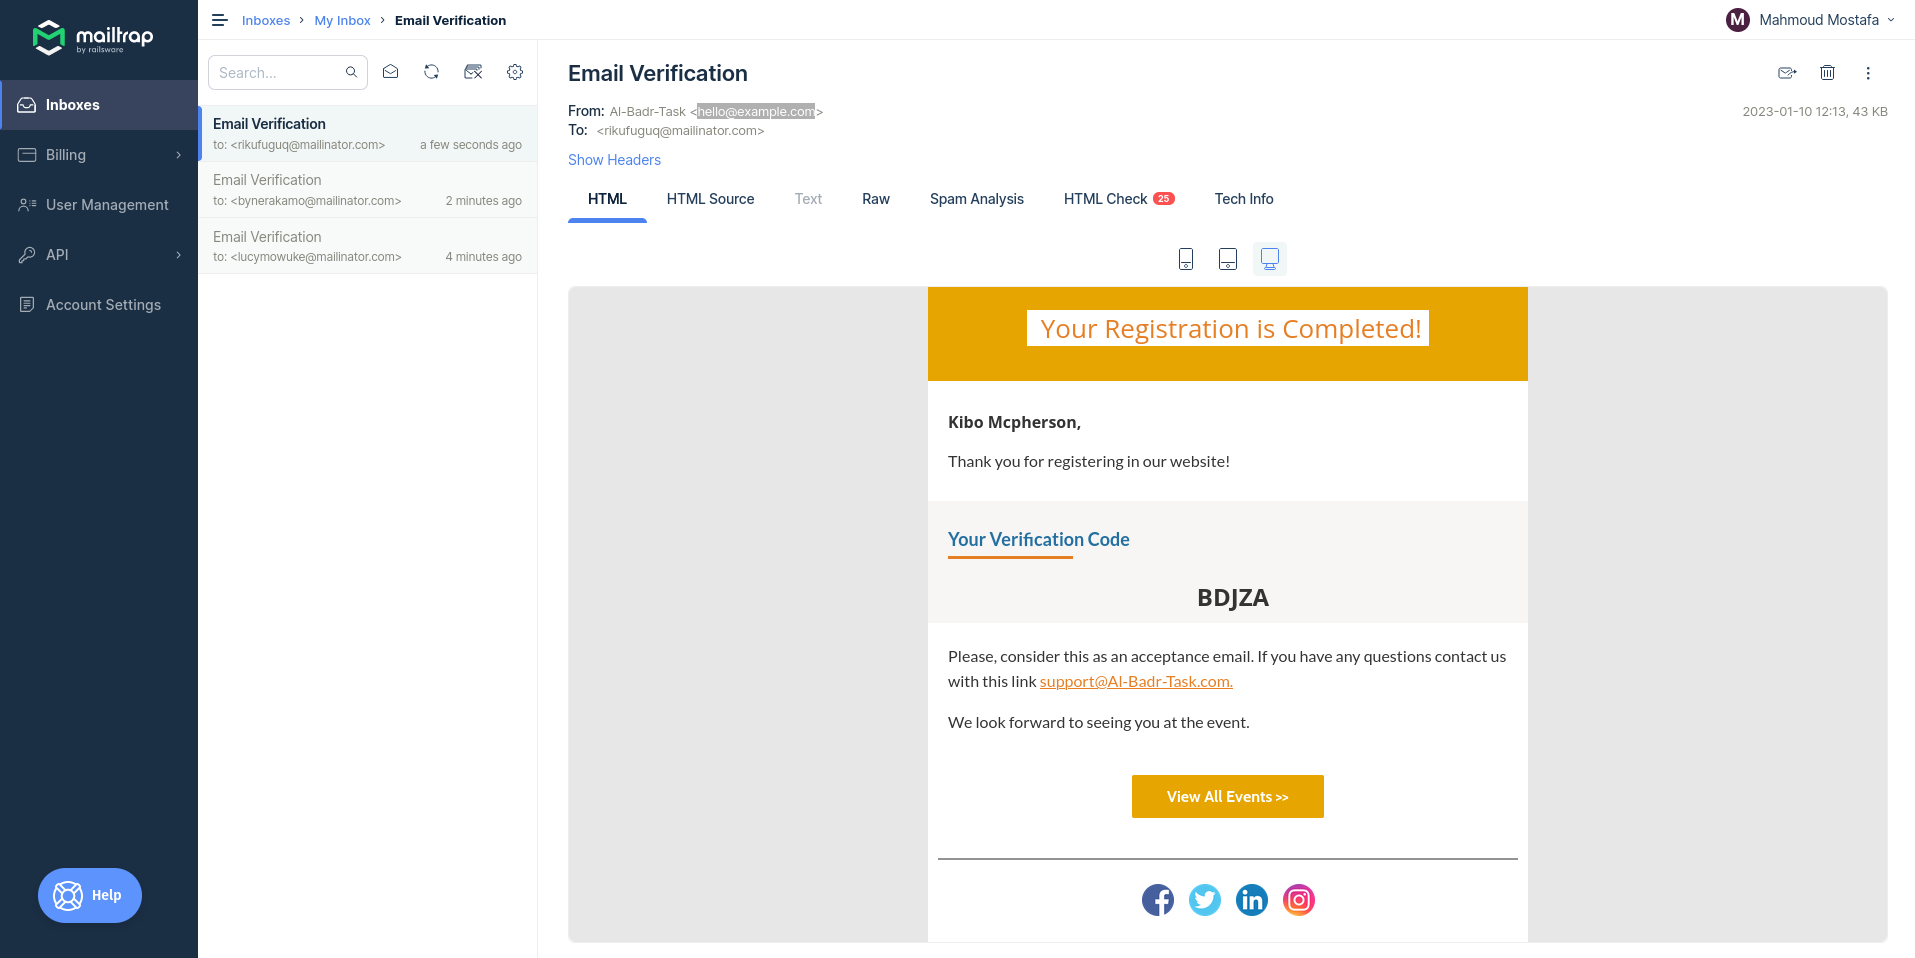 mailtrap
by railsware
Inboxes
Billing
User Management
API
Account Settings
Help
Inboxes › My Inbox › Email Verification
Mahmoud Mostafa
M
Search...
Email Verification
to: <rikufuguq@mailinator.com> a few seconds ago
Email Verification
to: <bynerakamo@mailinator.com> 2 minutes ago
Email Verification
to: <lucymowuke@mailinator.com> 4 minutes ago
Email Verification
From: Al-Badr-Task <hello@example.com> 2023-01-10 12:13, 43 KB
To: <rikufuguq@mailinator.com>
Show Headers
HTML HTML Source Text Raw Spam Analysis HTML Check 25 Tech Info
Your Registration is Completed!
Kibo Mcpherson,
Thank you for registering in our website!
Your Verification Code
BDJZA
Please, consider this as an acceptance email. If you have any questions contact us
with this link support@Al-Badr-Task.com.
We look forward to seeing you at the event.
View All Events >>